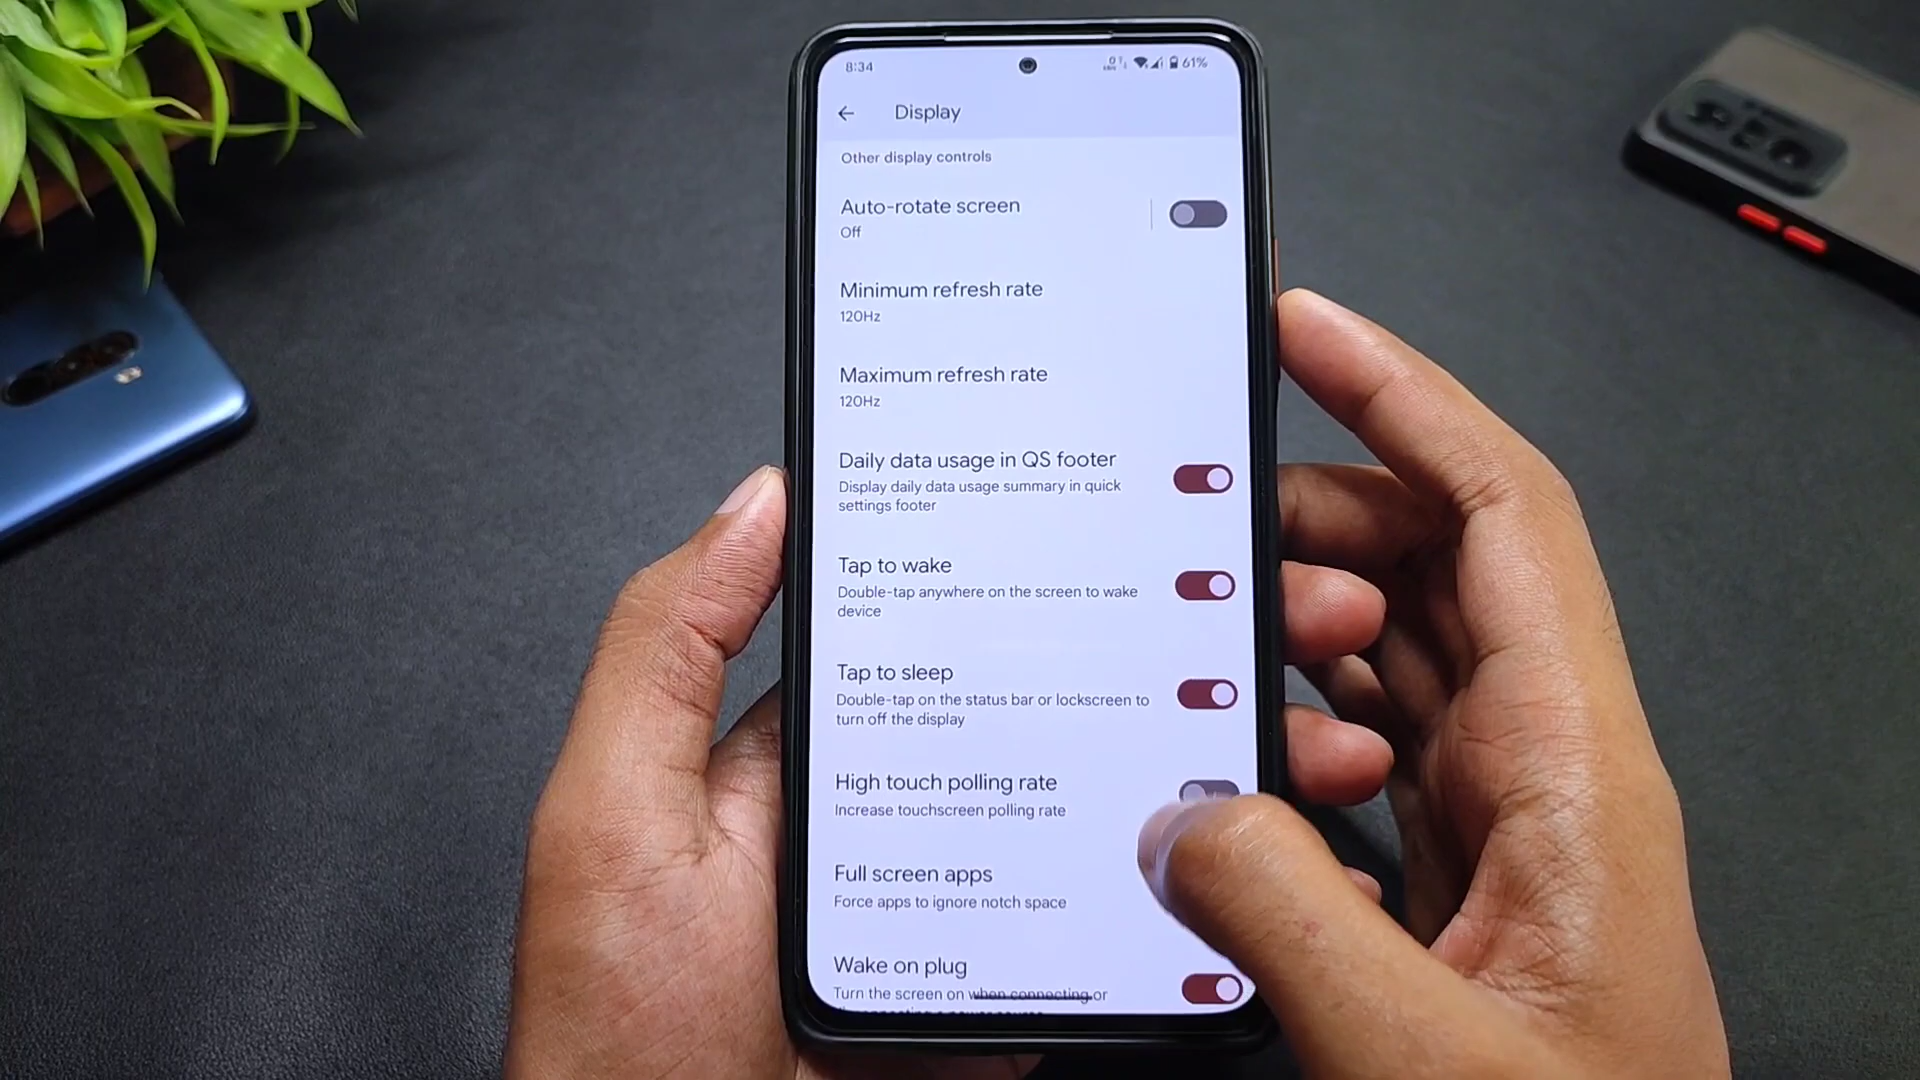 8:34
61%
Display
Other display controls
Auto-rotate screen
Off
Minimum refresh rate
120Hz
Maximum refresh rate
120Hz
Daily data usage in QS footer
Display daily data usage summary in quick
settings footer
Tap to wake
Double-tap anywhere on the screen to wake
device
Tap to sleep
Double-tap on the status bar or lockscreen to
turn off the display
High touch polling rate
Increase touchscreen polling rate
Full screen apps
Force apps to ignore notch space
Wake on plug
Turn the screen on when connecting or